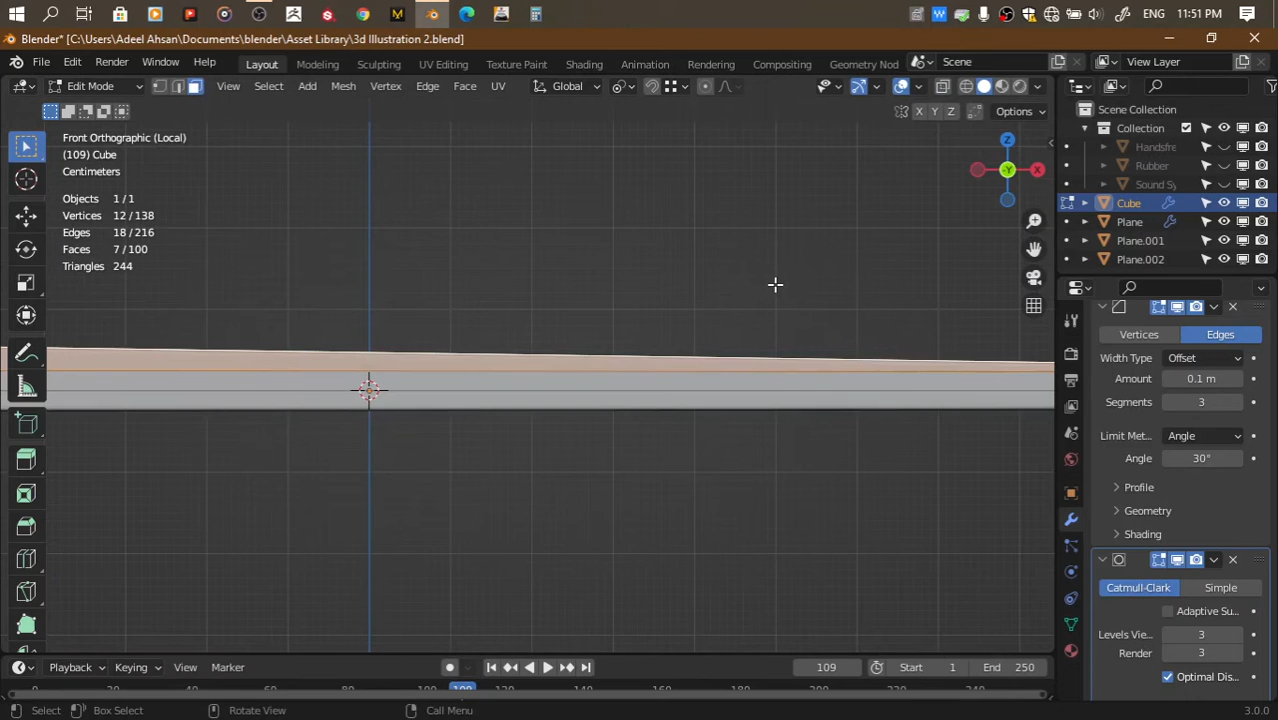 ENG 11:51 PM
Blender* [C:\Users\Adeel Ahsan\Documents\blender\Asset Library\3d Illustration 2.blend]
File Edit Render Window Help Layout Modeling Sculpting UV Editing Texture Paint Shading Animation Rendering Compositing Geometry Nod Scene View Layer
Edit Mode View Select Add Mesh Vertex Edge Face UV Global
X Y Z Options
Scene Collection
Collection
Handsfre
Rubber
Sound Sy
Cube
Plane
Plane.001
Plane.002
Front Orthographic (Local)
(109) Cube
Centimeters
Objects 1 / 1
Vertices 12 / 138
Edges 18 / 216
Faces 7 / 100
Triangles 244
Z
-Y
X
Vertices Edges
Width Type Offset
Amount 0.1 m
Segments 3
Limit Met... Angle
Angle 30°
Profile
Geometry
Shading
Catmull-Clark Simple
Adaptive Su...
Levels Vie... 3
Render 3
Optimal Dis...
Playback Keying View Marker 109 Start 1 End 250
109
Select Box Select Rotate View Call Menu 3.0.0